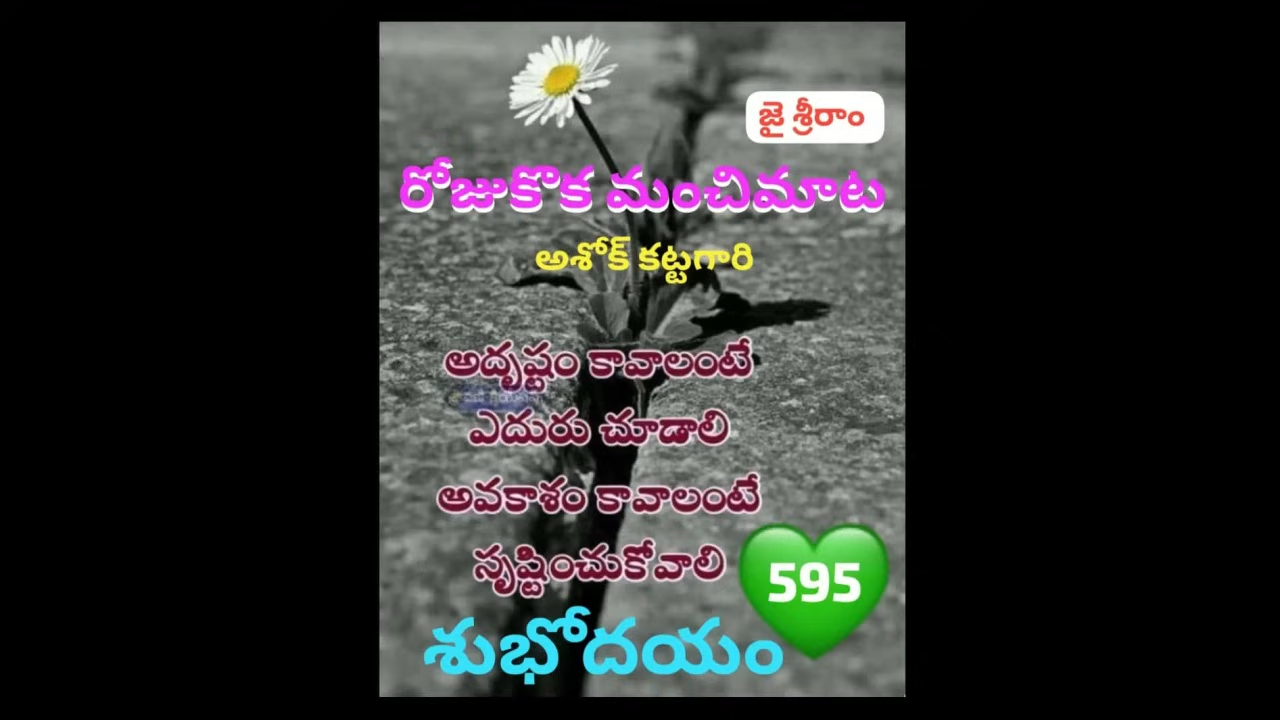 జై శ్రీరాం
రోజుకొక మంచిమాట
అశోక్ కట్టగారి
అదృష్టం కావాలంటే
ఎదురు చూడాలి
అవకాశం కావాలంటే
సృష్టించుకోవాలి
595
శుభోదయం